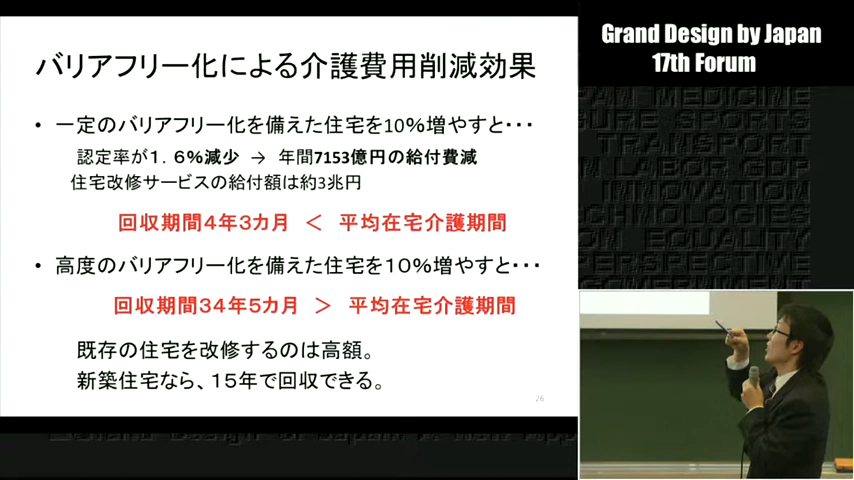 バリアフリー化による介護費用削減効果
• 一定のバリアフリー化を備えた住宅を10%増やすと・・・
認定率が1．6%減少 → 年間7153億円の給付費減
住宅改修サービスの給付額は約3兆円
回収期間4年3カ月 ＜ 平均在宅介護期間
• 高度のバリアフリー化を備えた住宅を10%増やすと・・・
回収期間34年5カ月 ＞ 平均在宅介護期間
既存の住宅を改修するのは高額。
新築住宅なら、15年で回収できる。
26
Grand Design by Japan
17th Forum
PAN MEDICINE
SURE SPORTS
TRANSPORT
LABOR GDP
INNOVATION
CHNOLOGIES
EQUALITY
PERSPECTIVE
Grand Design of Japan A New App